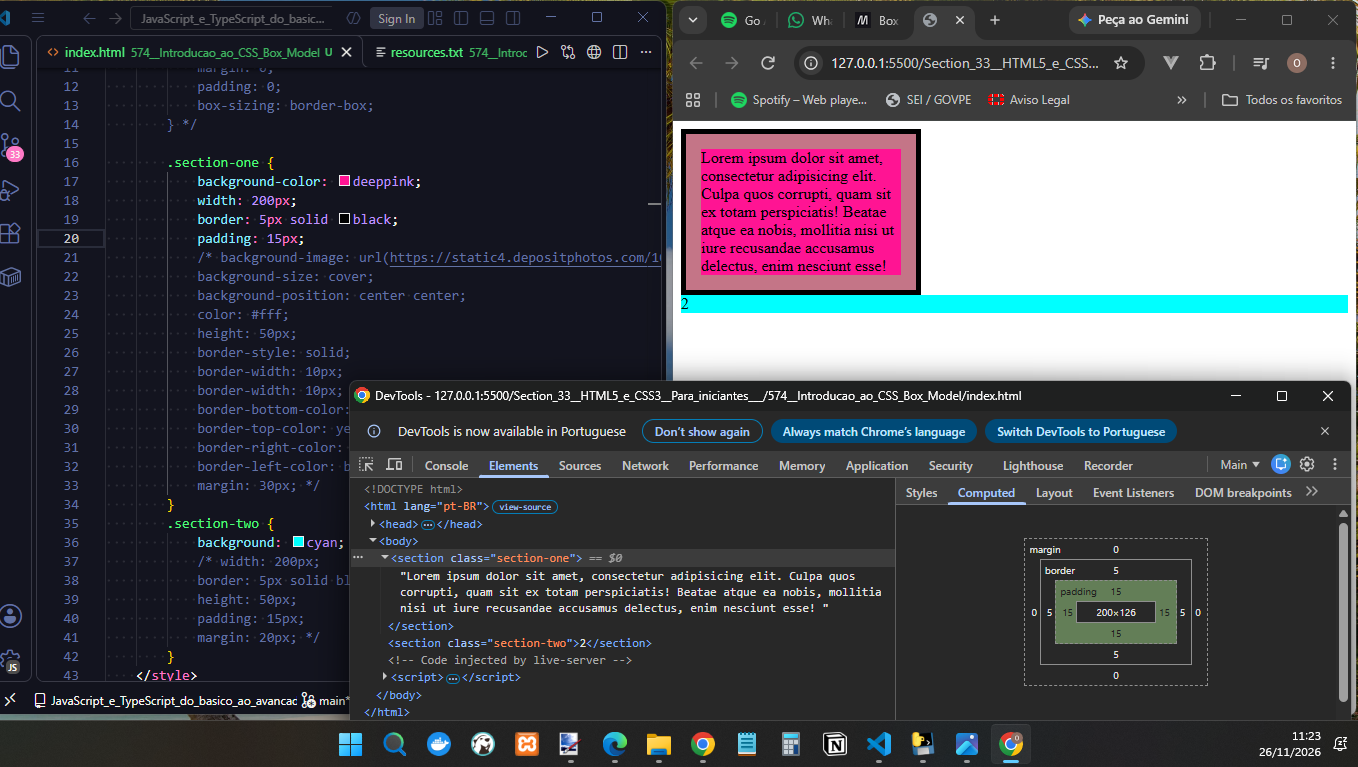 JavaScript_e_TypeScript_do_basico...
Sign In
index.html 574__Introducao_ao_CSS_Box_Model U
resources.txt 574__Introc
11 margin: 0;
12 padding: 0;
13 box-sizing: border-box;
14 } */
15
16 .section-one {
17 background-color: deeppink;
18 width: 200px;
19 border: 5px solid black;
20 padding: 15px;
21 /* background-image: url(https://static4.depositphotos.com/10
22 background-size: cover;
23 background-position: center center;
24 color: #fff;
25 height: 50px;
26 border-style: solid;
27 border-width: 10px;
28 border-width: 10px;
29 border-bottom-color:
30 border-top-color: ye
31 border-right-color:
32 border-left-color: b
33 margin: 30px; */
34 }
35 .section-two {
36 background: cyan;
37 /* width: 200px;
38 border: 5px solid bl
39 height: 50px;
40 padding: 15px;
41 margin: 20px; */
42 }
43 </style>
33
JS
JavaScript_e_TypeScript_do_basico_ao_avancac main*
Go
Wh
Box
Peça ao Gemini
127.0.0.1:5500/Section_33__HTML5_e_CSS...
O
Spotify – Web playe...
SEI / GOVPE
Aviso Legal
Todos os favoritos
Lorem ipsum dolor sit amet,
consectetur adipisicing elit.
Culpa quos corrupti, quam sit
ex totam perspiciatis! Beatae
atque ea nobis, mollitia nisi ut
iure recusandae accusamus
delectus, enim nesciunt esse!
2
DevTools - 127.0.0.1:5500/Section_33__HTML5_e_CSS3__Para_iniciantes__/574__Introducao_ao_CSS_Box_Model/index.html
DevTools is now available in Portuguese
Don't show again
Always match Chrome's language
Switch DevTools to Portuguese
Console
Elements
Sources
Network
Performance
Memory
Application
Security
Lighthouse
Recorder
Main
<!DOCTYPE html>
<html lang="pt-BR"> view-source
<head> </head>
<body>
<section class="section-one"> == $0
"Lorem ipsum dolor sit amet, consectetur adipisicing elit. Culpa quos
corrupti, quam sit ex totam perspiciatis! Beatae atque ea nobis, mollitia
nisi ut iure recusandae accusamus delectus, enim nesciunt esse! "
</section>
<section class="section-two">2</section>
<!-- Code injected by live-server -->
<script> </script>
</body>
</html>
Styles
Computed
Layout
Event Listeners
DOM breakpoints
margin 0
border 5
padding 15
0 5 15 200×126 15 5 0
15
5
0
11:23
26/11/2026